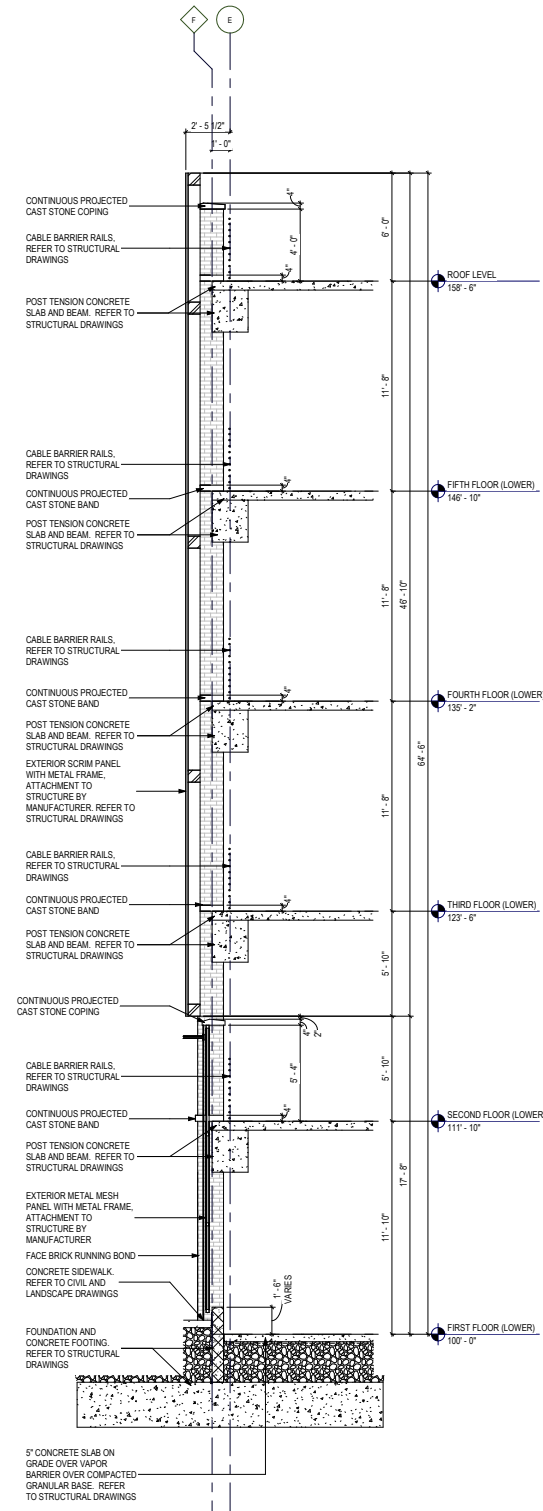 F
E
2' - 5 1/2"
1' - 0"
CONTINUOUS PROJECTED
CAST STONE COPING
4"
4' - 0"
6' - 0"
CABLE BARRIER RAILS,
REFER TO STRUCTURAL
DRAWINGS
4"
ROOF LEVEL
158' - 6"
POST TENSION CONCRETE
SLAB AND BEAM. REFER TO
STRUCTURAL DRAWINGS
11' - 8"
CABLE BARRIER RAILS,
REFER TO STRUCTURAL
DRAWINGS
4"
FIFTH FLOOR (LOWER)
146' - 10"
CONTINUOUS PROJECTED
CAST STONE BAND
POST TENSION CONCRETE
SLAB AND BEAM. REFER TO
STRUCTURAL DRAWINGS
11' - 8"
46' - 10"
CABLE BARRIER RAILS,
REFER TO STRUCTURAL
DRAWINGS
4"
FOURTH FLOOR (LOWER)
135' - 2"
CONTINUOUS PROJECTED
CAST STONE BAND
POST TENSION CONCRETE
SLAB AND BEAM. REFER TO
STRUCTURAL DRAWINGS
64' - 6"
EXTERIOR SCRIM PANEL
WITH METAL FRAME,
ATTACHMENT TO
STRUCTURE BY
MANUFACTURER. REFER TO
STRUCTURAL DRAWINGS
11' - 8"
CABLE BARRIER RAILS,
REFER TO STRUCTURAL
DRAWINGS
4"
THIRD FLOOR (LOWER)
123' - 6"
CONTINUOUS PROJECTED
CAST STONE BAND
POST TENSION CONCRETE
SLAB AND BEAM. REFER TO
STRUCTURAL DRAWINGS
5' - 10"
CONTINUOUS PROJECTED
CAST STONE COPING
4"
2"
5' - 4"
5' - 10"
CABLE BARRIER RAILS,
REFER TO STRUCTURAL
DRAWINGS
4"
SECOND FLOOR (LOWER
111' - 10"
CONTINUOUS PROJECTED
CAST STONE BAND
POST TENSION CONCRETE
SLAB AND BEAM. REFER TO
STRUCTURAL DRAWINGS
17' - 8"
EXTERIOR METAL MESH
PANEL WITH METAL FRAME,
ATTACHMENT TO
STRUCTURE BY
MANUFACTURER
11' - 10"
FACE BRICK RUNNING BOND
CONCRETE SIDEWALK.
REFER TO CIVIL AND
LANDSCAPE DRAWINGS
1' - 6"
VARIES
FIRST FLOOR (LOWER)
100' - 0"
FOUNDATION AND
CONCRETE FOOTING.
REFER TO STRUCTURAL
DRAWINGS
5" CONCRETE SLAB ON
GRADE OVER VAPOR
BARRIER OVER COMPACTED
GRANULAR BASE. REFER
TO STRUCTURAL DRAWINGS